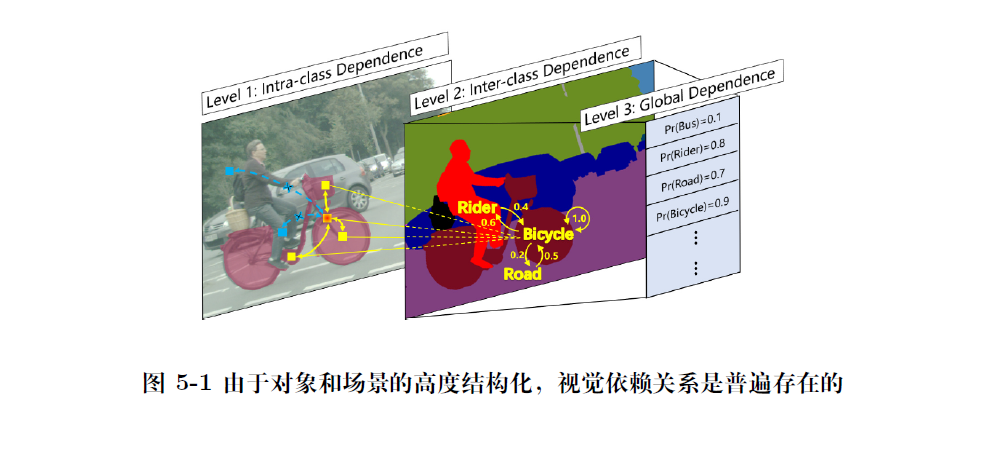 Level 1: Intra-class Dependence
Level 2: Inter-class Dependence
Level 3: Global Dependence
Pr(Bus)=0.1
Pr(Rider)=0.8
Pr(Road)=0.7
Pr(Bicycle)=0.9
⋮
⋮
Rider
0.4
0.6
Bicycle
1.0
0.2
0.5
Road
图 5-1 由于对象和场景的高度结构化，视觉依赖关系是普遍存在的